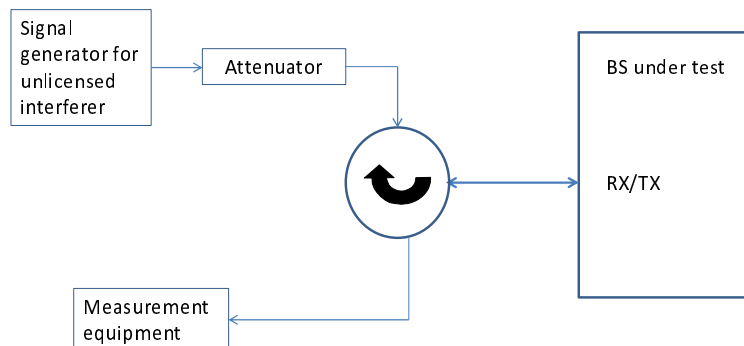 Signal
generator for
unlicensed
interferer
Attenuator
BS under test
RX/TX
Measurement
equipment